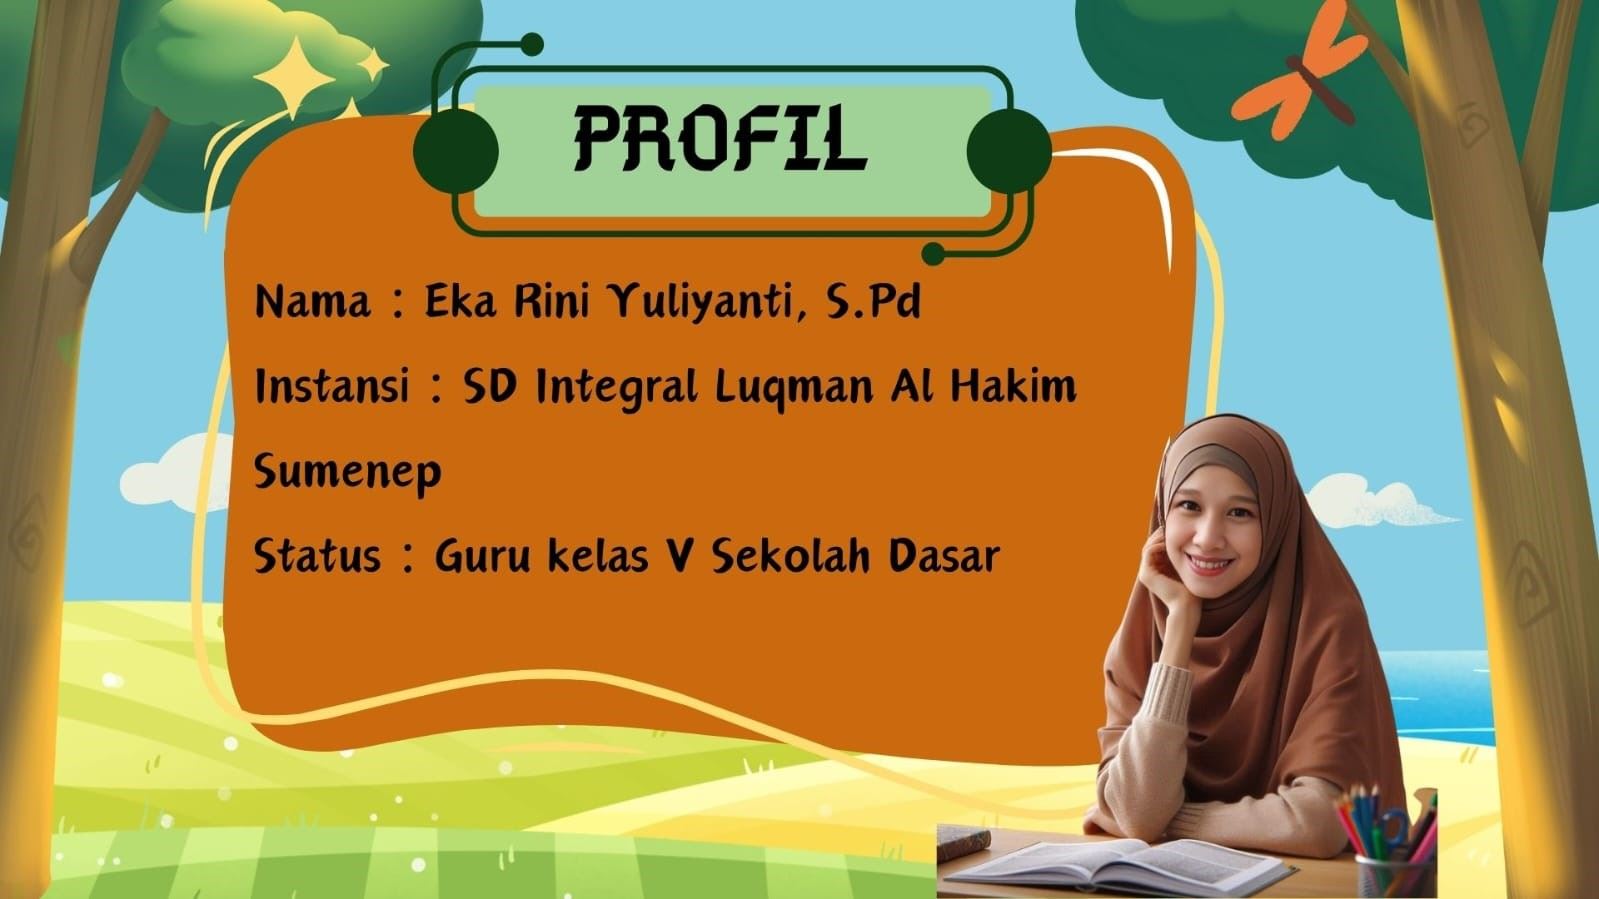 PROFIL
Nama : Eka Rini Yuliyanti, S.Pd
Instansi : SD Integral Luqman Al Hakim
Sumenep
Status : Guru kelas V Sekolah Dasar